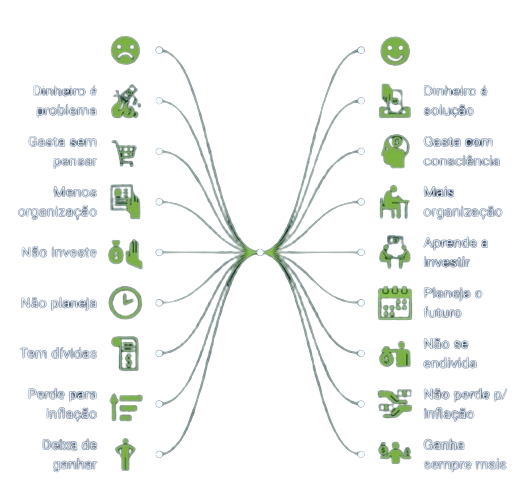 Dinheiro é
problema
Gasta sem
pensar
Menos
organização
Não investe
Não planeja
Tem dívidas
Perde para
inflação
Deixa de
ganhar
Dinheiro é
solução
Gasta com
consciência
Mais
organização
Aprende a
investir
Planeja o
futuro
Não se
endivida
Não perde p/
inflação
Ganha
sempre mais